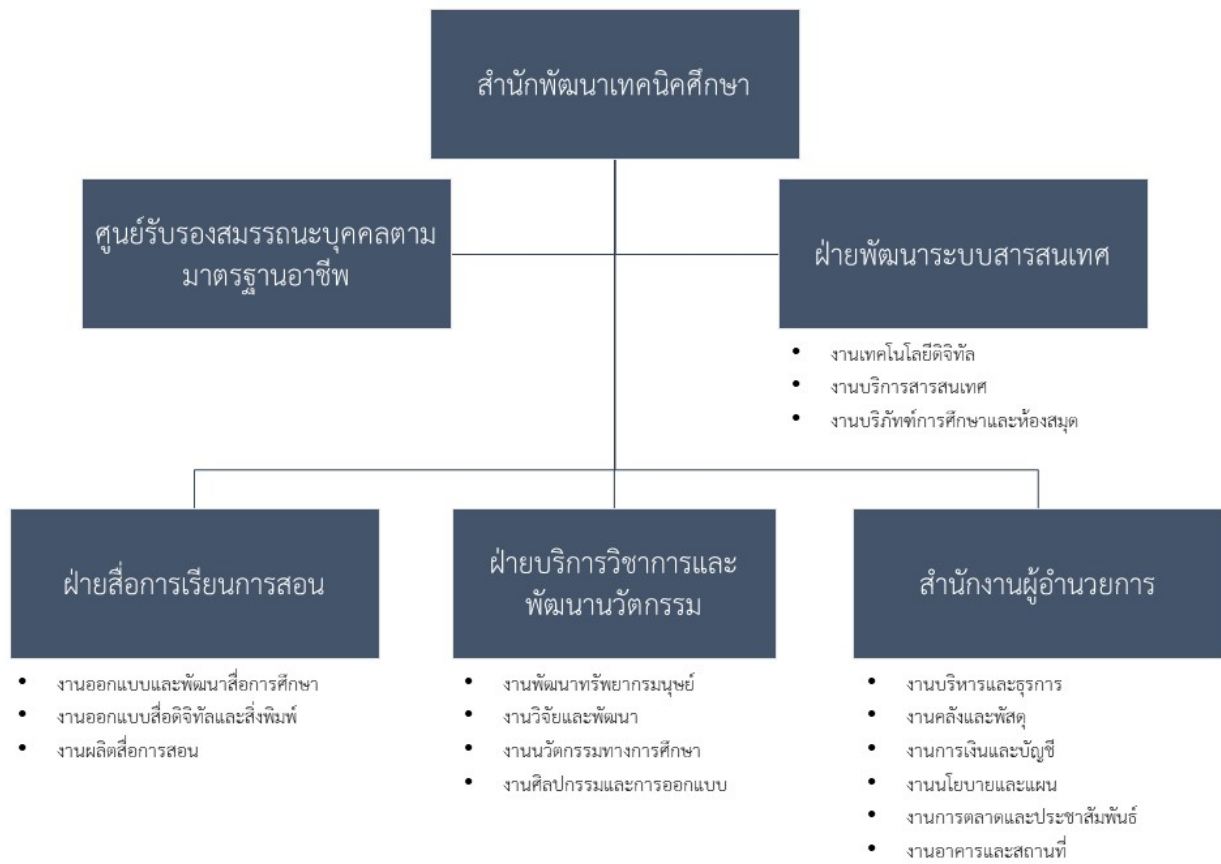 สำนักพัฒนาเทคนิคศึกษา
ศูนย์รับรองสมรรถนะบุคคลตาม
มาตรฐานอาชีพ
ฝ่ายพัฒนาระบบสารสนเทศ
• งานเทคโนโลยีดิจิทัล
• งานบริการสารสนเทศ
• งานบริภัทฑ์การศึกษาและห้องสมุด
ฝ่ายสื่อการเรียนการสอน
• งานออกแบบและพัฒนาสื่อการศึกษา
• งานออกแบบสื่อดิจิทัลและสิ่งพิมพ์
• งานผลิตสื่อการสอน
ฝ่ายบริการวิชาการและ
พัฒนานวัตกรรม
• งานพัฒนาทรัพยากรมนุษย์
• งานวิจัยและพัฒนา
• งานนวัตกรรมทางการศึกษา
• งานศิลปกรรมและการออกแบบ
สำนักงานผู้อำนวยการ
• งานบริหารและธุรการ
• งานคลังและพัสดุ
• งานการเงินและบัญชี
• งานนโยบายและแผน
• งานการตลาดและประชาสัมพันธ์
• งานอาคารและสถานที่